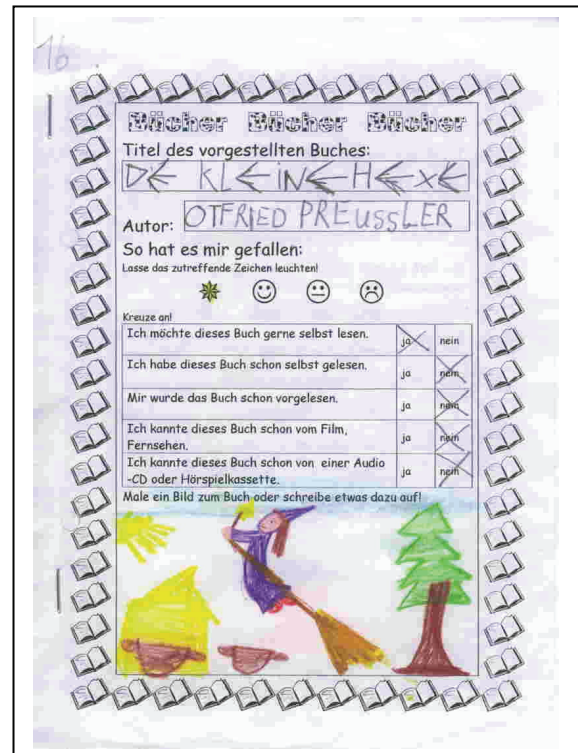 16
Bücher Bücher Bücher
Titel des vorgestellten Buches:
DIE KLEINE HEXE
Autor: OTFRIED PREUSSLER
So hat es mir gefallen:
Lasse das zutreffende Zeichen leuchten!
Kreuze an!
Ich möchte dieses Buch gerne selbst lesen. ja nein
Ich habe dieses Buch schon selbst gelesen. ja nein
Mir wurde das Buch schon vorgelesen. ja nein
Ich kannte dieses Buch schon vom Film,
Fernsehen. ja nein
Ich kannte dieses Buch schon von einer Audio
-CD oder Hörspielkassette. ja nein
Male ein Bild zum Buch oder schreibe etwas dazu auf!